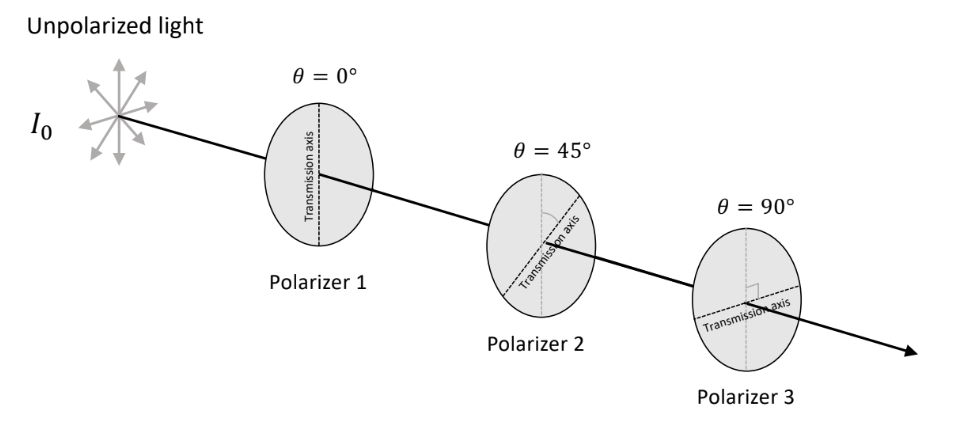 Unpolarized light
I₀
θ = 0°
Transmission axis
Polarizer 1
θ = 45°
Transmission axis
Polarizer 2
θ = 90°
Transmission axis
Polarizer 3